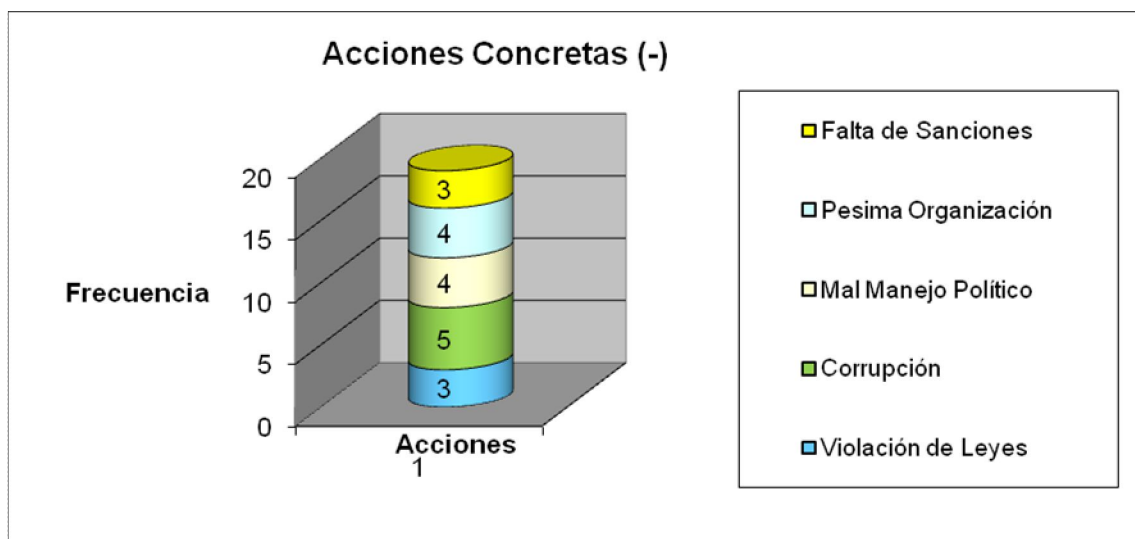 Acciones Concretas (-)
20
15
10
5
0
Frecuencia
3
4
4
5
3
Acciones
1
Falta de Sanciones
Pesima Organización
Mal Manejo Político
Corrupción
Violación de Leyes